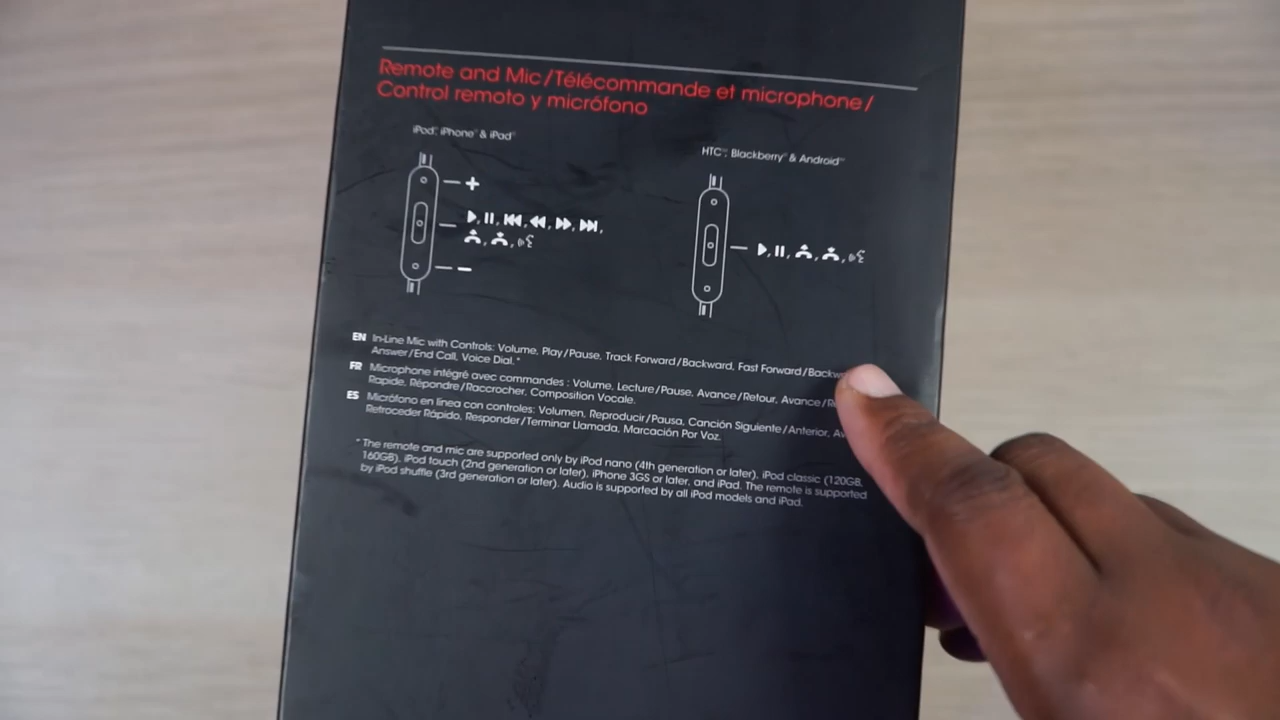 Remote and Mic/Télécommande et microphone/
Control remoto y micrófono
iPod, iPhone & iPad
HTC, Blackberry & Android
EN In-Line Mic with Controls: Volume, Play/Pause, Track Forward/Backward, Fast Forward/
Answer/End Call, Voice Dial.*
FR Microphone intégré avec commandes : Volume, Lecture/Pause, Avance/Retour, Avance/
Rapide, Répondre/Raccrocher, Composition Vocale.
ES Micrófono en línea con controles: Volumen, Reproducir/Pausa, Canción Siguiente/Anterior,
Retroceder Rápido, Responder/Terminar Llamada, Marcación Por Voz.
* The remote and mic are supported only by iPod nano (4th generation or later), iPod classic (120GB,
160GB), iPod touch (2nd generation or later), iPhone 3GS or later, and iPad. The remote is supported
by iPod shuffle (3rd generation or later). Audio is supported by all iPod models and iPad.